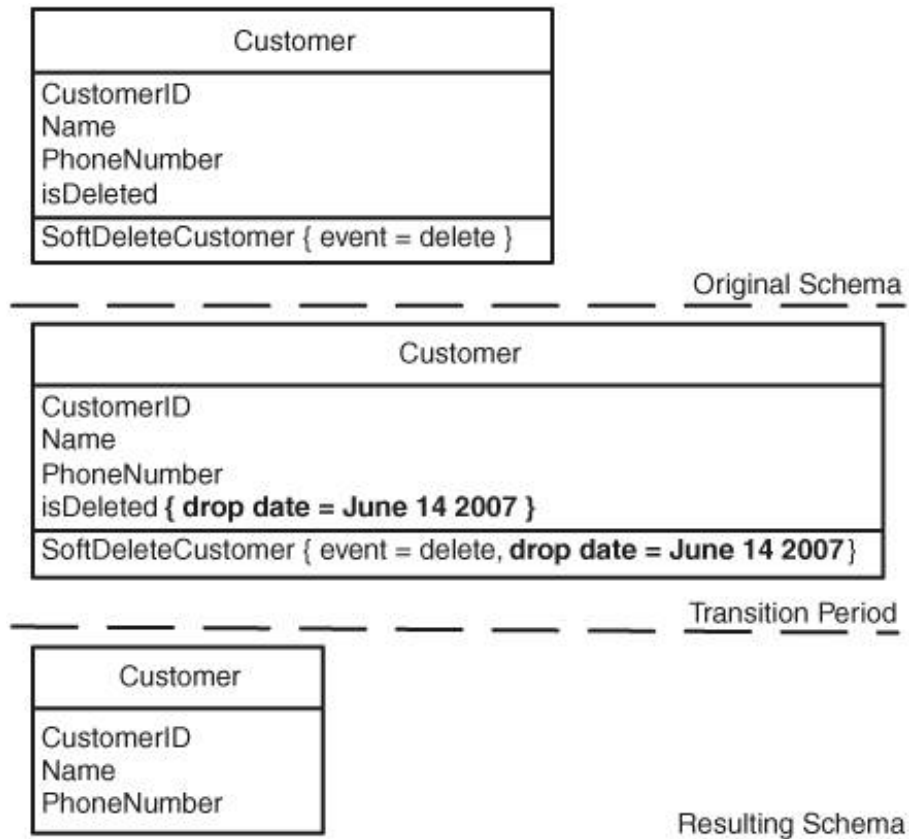 Customer
CustomerID
Name
PhoneNumber
isDeleted
SoftDeleteCustomer { event = delete }
Original Schema
Customer
CustomerID
Name
PhoneNumber
isDeleted { drop date = June 14 2007 }
SoftDeleteCustomer { event = delete, drop date = June 14 2007}
Transition Period
Customer
CustomerID
Name
PhoneNumber
Resulting Schema